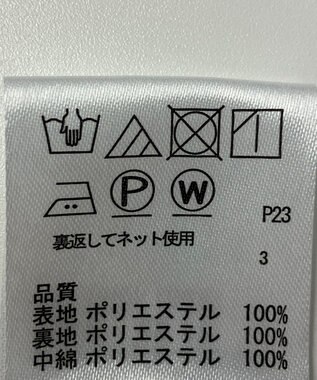 P W
P23
裏返してネット使用
3
品質
表地 ポリエステル 100%
裏地 ポリエステル 100%
中綿 ポリエステル 100%